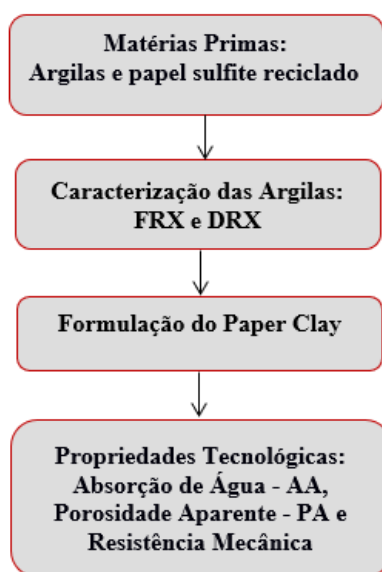 Matérias Primas:
Argilas e papel sulfite reciclado
Caracterização das Argilas:
FRX e DRX
Formulação do Paper Clay
Propriedades Tecnológicas:
Absorção de Água - AA,
Porosidade Aparente - PA e
Resistência Mecânica